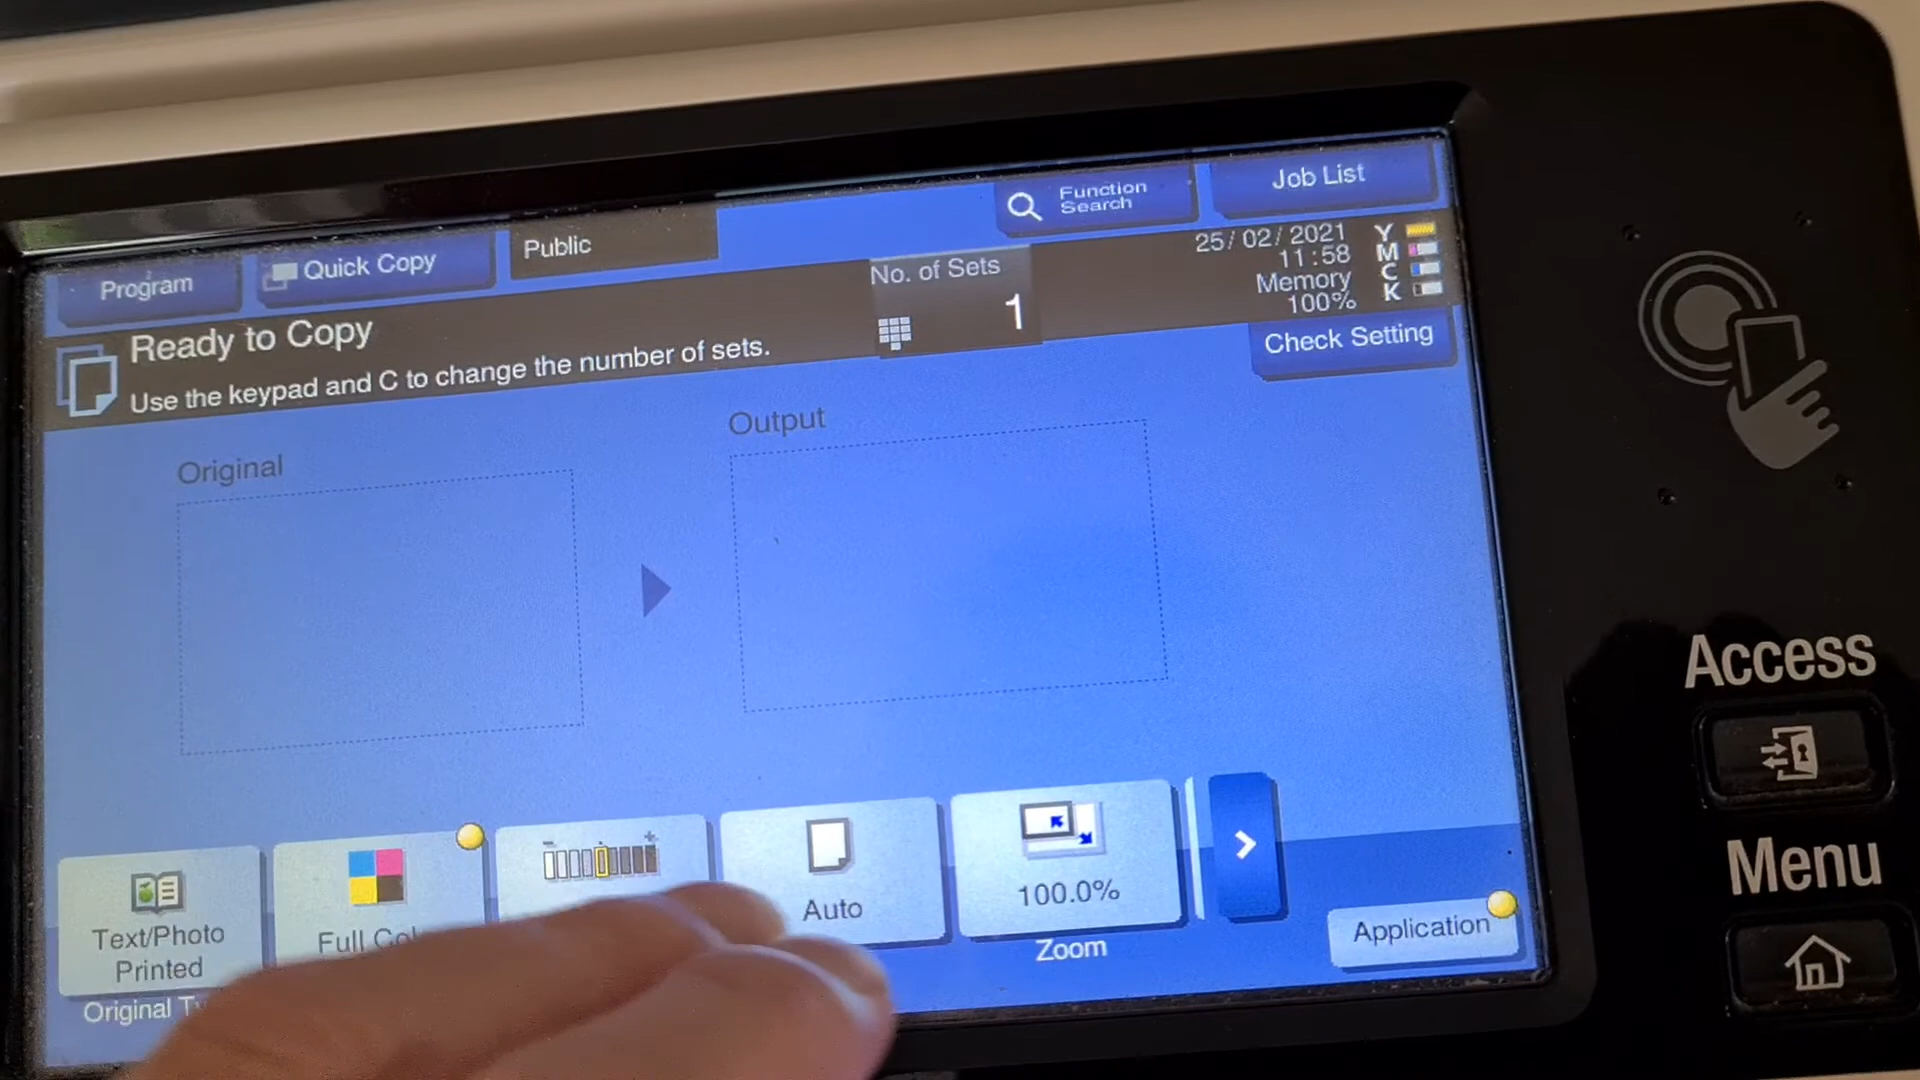 Function
Search
Job List
Program
Quick Copy
Public
No. of Sets
1
25/02/2021
11:58
Memory
100%
Y
M
C
K
Ready to Copy
Use the keypad and C to change the number of sets.
Check Setting
Original
Output
Text/Photo
Printed
Original
Full
Auto
100.0%
Zoom
Application
Access
Menu